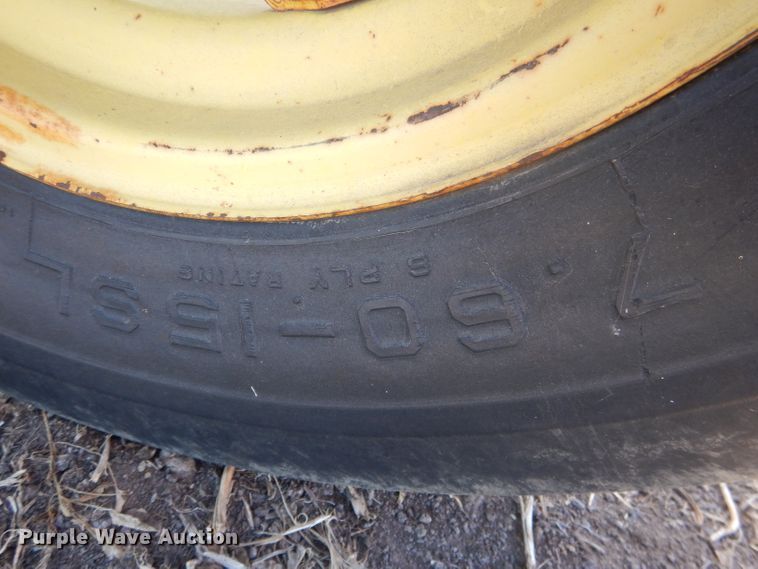 7.60-15SL
6 PLY RATING
Purple Wave Auction